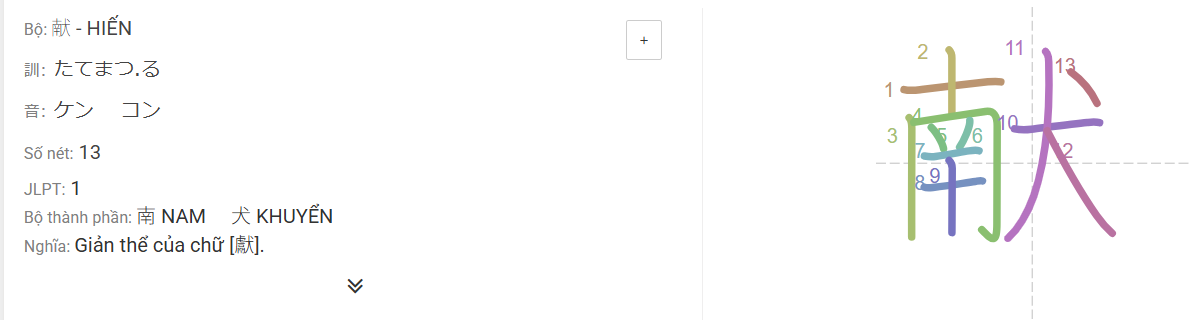 Bộ: 献 - HIẾN
+
訓: たてまつ.る
音: ケン コン
Số nét: 13
JLPT: 1
Bộ thành phần: 南 NAM 犬 KHUYỂN
Nghĩa: Giản thể của chữ [獻].
献
1
2
3
4
5
6
7
8
9
10
11
12
13